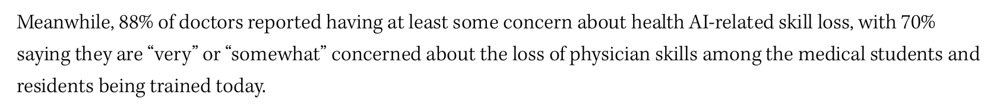 Meanwhile, 88% of doctors reported having at least some concern about health AI-related skill loss, with 70%
saying they are “very” or “somewhat” concerned about the loss of physician skills among the medical students and
residents being trained today.